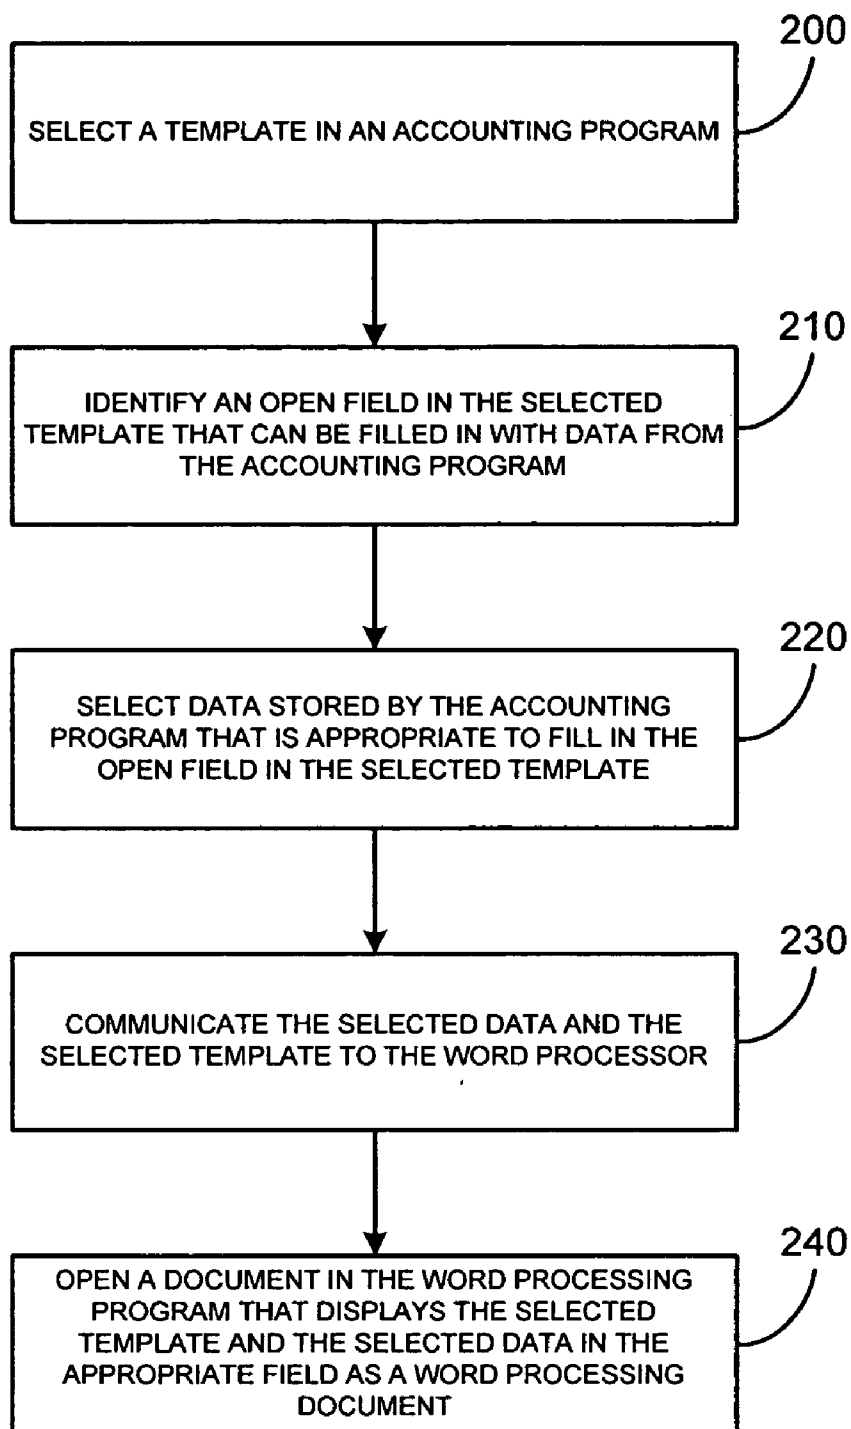 200
SELECT A TEMPLATE IN AN ACCOUNTING PROGRAM
210
IDENTIFY AN OPEN FIELD IN THE SELECTED
TEMPLATE THAT CAN BE FILLED IN WITH DATA FROM
THE ACCOUNTING PROGRAM
220
SELECT DATA STORED BY THE ACCOUNTING
PROGRAM THAT IS APPROPRIATE TO FILL IN THE
OPEN FIELD IN THE SELECTED TEMPLATE
230
COMMUNICATE THE SELECTED DATA AND THE
SELECTED TEMPLATE TO THE WORD PROCESSOR
240
OPEN A DOCUMENT IN THE WORD PROCESSING
PROGRAM THAT DISPLAYS THE SELECTED
TEMPLATE AND THE SELECTED DATA IN THE
APPROPRIATE FIELD AS A WORD PROCESSING
DOCUMENT